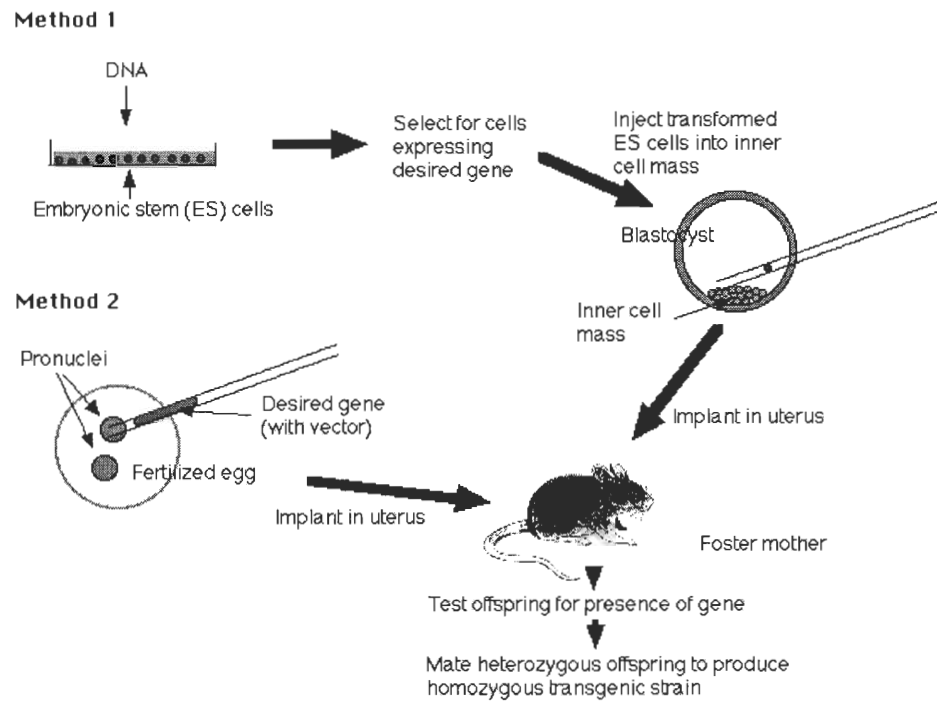 Method 1
DNA
Embryonic stem (ES) cells
Select for cells
expressing
desired gene
Inject transformed
ES cells into inner
cell mass
Blastocyst
Inner cell
mass
Implant in uterus
Method 2
Pronuclei
Desired gene
(with vector)
Fertilized egg
Implant in uterus
Foster mother
Test offspring for presence of gene
Mate heterozygous offspring to produce
homozygous transgenic strain